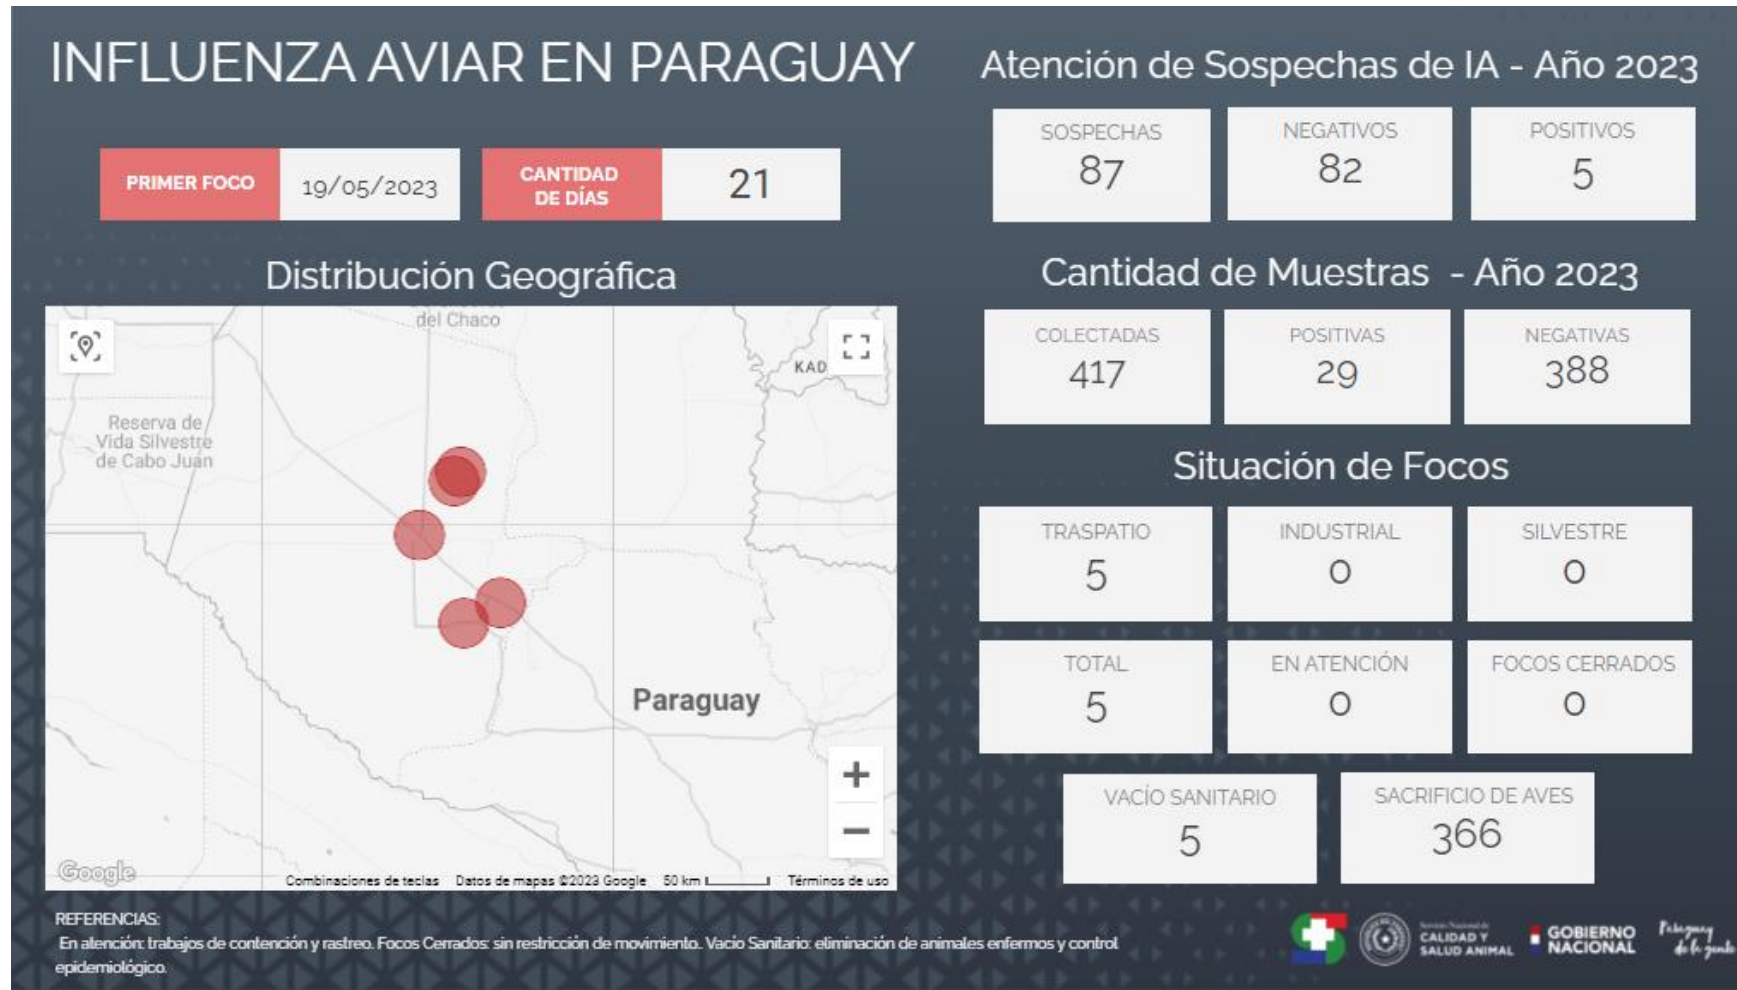 INFLUENZA AVIAR EN PARAGUAY
PRIMER FOCO
19/05/2023
CANTIDAD
DE DÍAS
21
Distribución Geográfica
del Chaco
KAD
Reserva de
Vida Silvestre
de Cabo Juan
Paraguay
Google
Combinaciones de teclas
Datos de mapas ©2023 Google
50 km
Términos de uso
Atención de Sospechas de IA - Año 2023
SOSPECHAS
87
NEGATIVOS
82
POSITIVOS
5
Cantidad de Muestras - Año 2023
COLECTADAS
417
POSITIVAS
29
NEGATIVAS
388
Situación de Focos
TRASPATIO
5
INDUSTRIAL
0
SILVESTRE
0
TOTAL
5
EN ATENCIÓN
0
FOCOS CERRADOS
0
VACÍO SANITARIO
5
SACRIFICIO DE AVES
366
REFERENCIAS:
En atención: trabajos de contención y rastreo. Focos Cerrados: sin restricción de movimiento. Vacío Sanitario: eliminación de animales enfermos y control
epidemiológico.
CALIDAD Y
SALUD ANIMAL
GOBIERNO
NACIONAL
Paraguay
de la gente